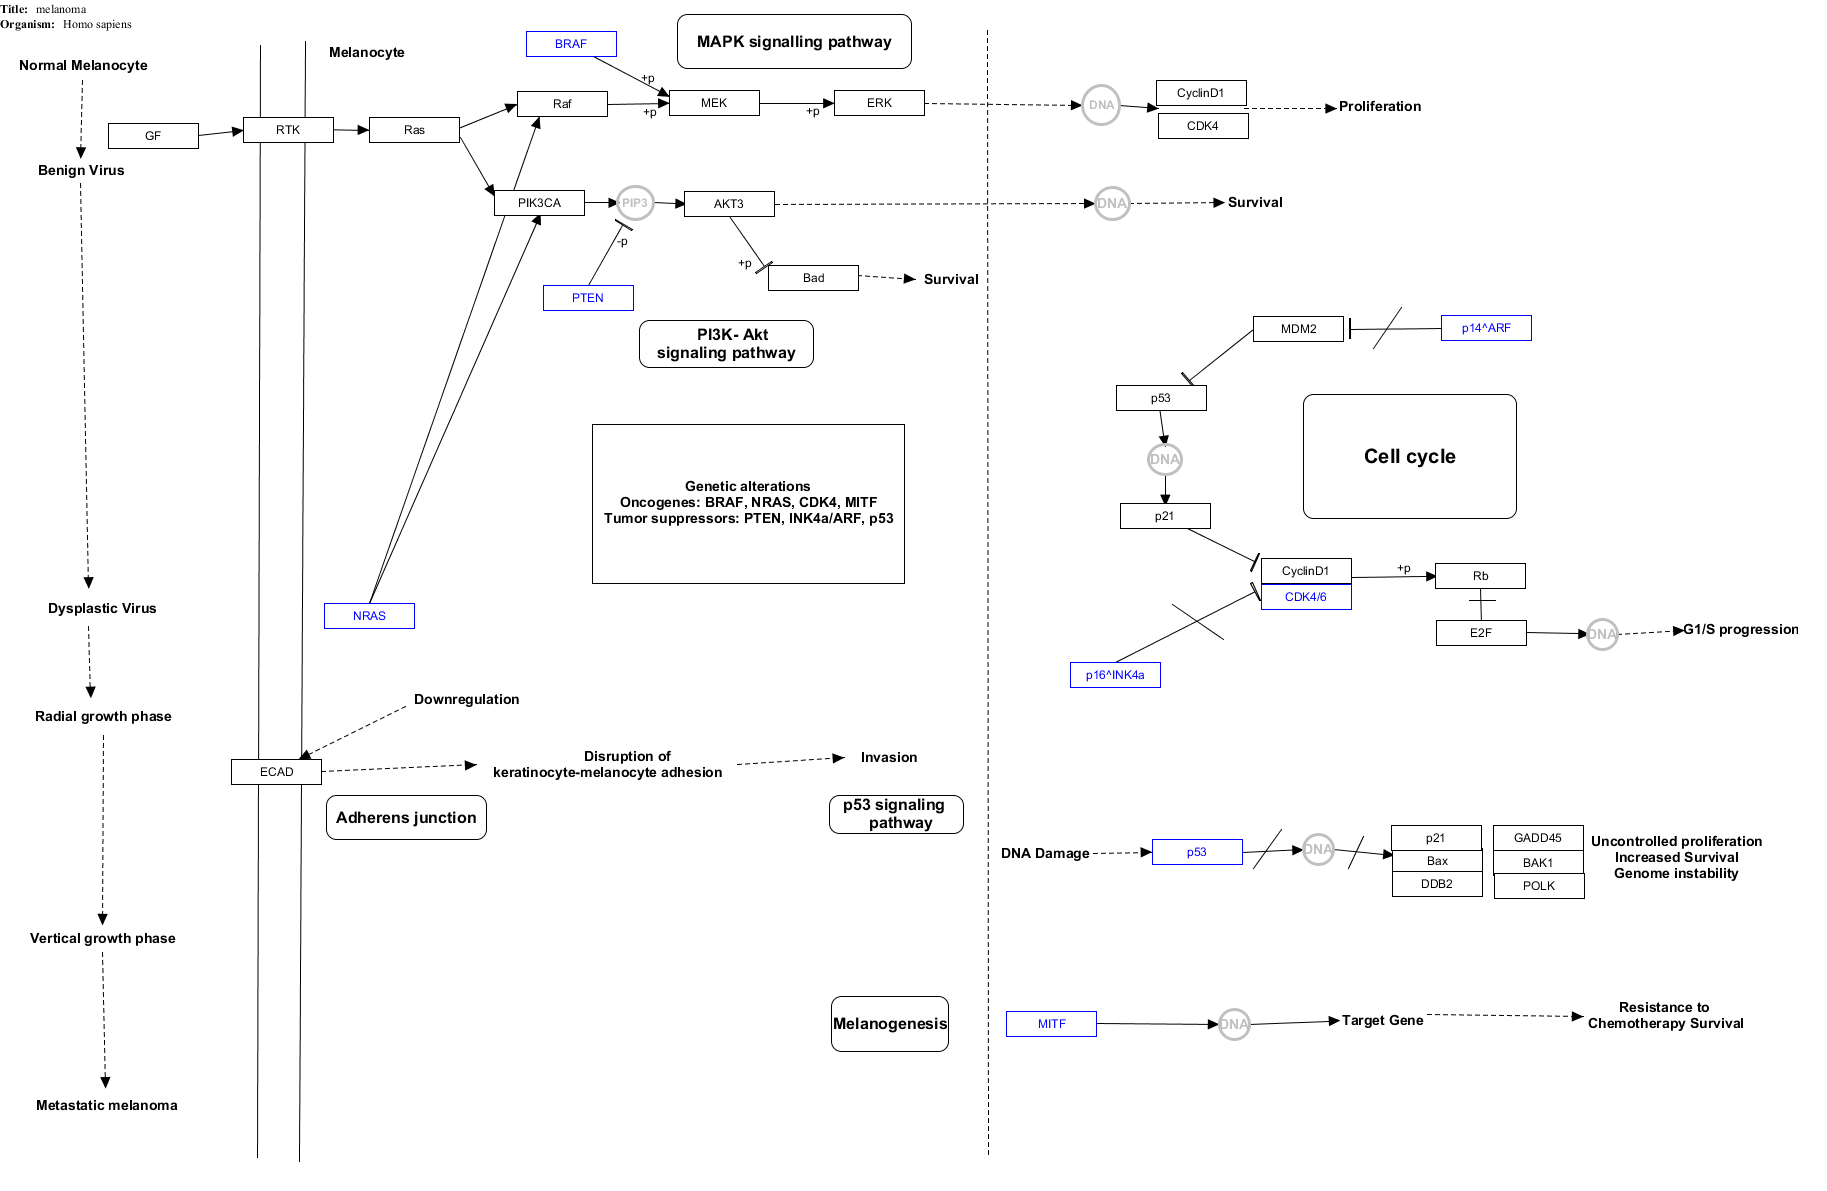 Title: melanoma
Organism: Homo sapiens
Melanocyte
BRAF
MAPK signalling pathway
Normal Melanocyte
+p
Raf
MEK
ERK
+p
+p
DNA
CyclinD1
CDK4
Proliferation
GF
RTK
Ras
Benign Virus
PIK3CA
PIP3
AKT3
DNA
Survival
-p
+p
Bad
Survival
PTEN
PI3K- Akt
signaling pathway
MDM2
p14^ARF
p53
DNA
p21
Cell cycle
Genetic alterations
Oncogenes: BRAF, NRAS, CDK4, MITF
Tumor suppressors: PTEN, INK4a/ARF, p53
CyclinD1
CDK4/6
+p
Rb
E2F
DNA
G1/S progression
Dysplastic Virus
NRAS
p16^INK4a
Downregulation
Radial growth phase
ECAD
Disruption of
keratinocyte-melanocyte adhesion
Invasion
Adherens junction
p53 signaling
pathway
DNA Damage
p53
DNA
p21
Bax
DDB2
GADD45
BAK1
POLK
Uncontrolled proliferation
Increased Survival
Genome instability
Vertical growth phase
Melanogenesis
MITF
DNA
Target Gene
Resistance to
Chemotherapy Survival
Metastatic melanoma